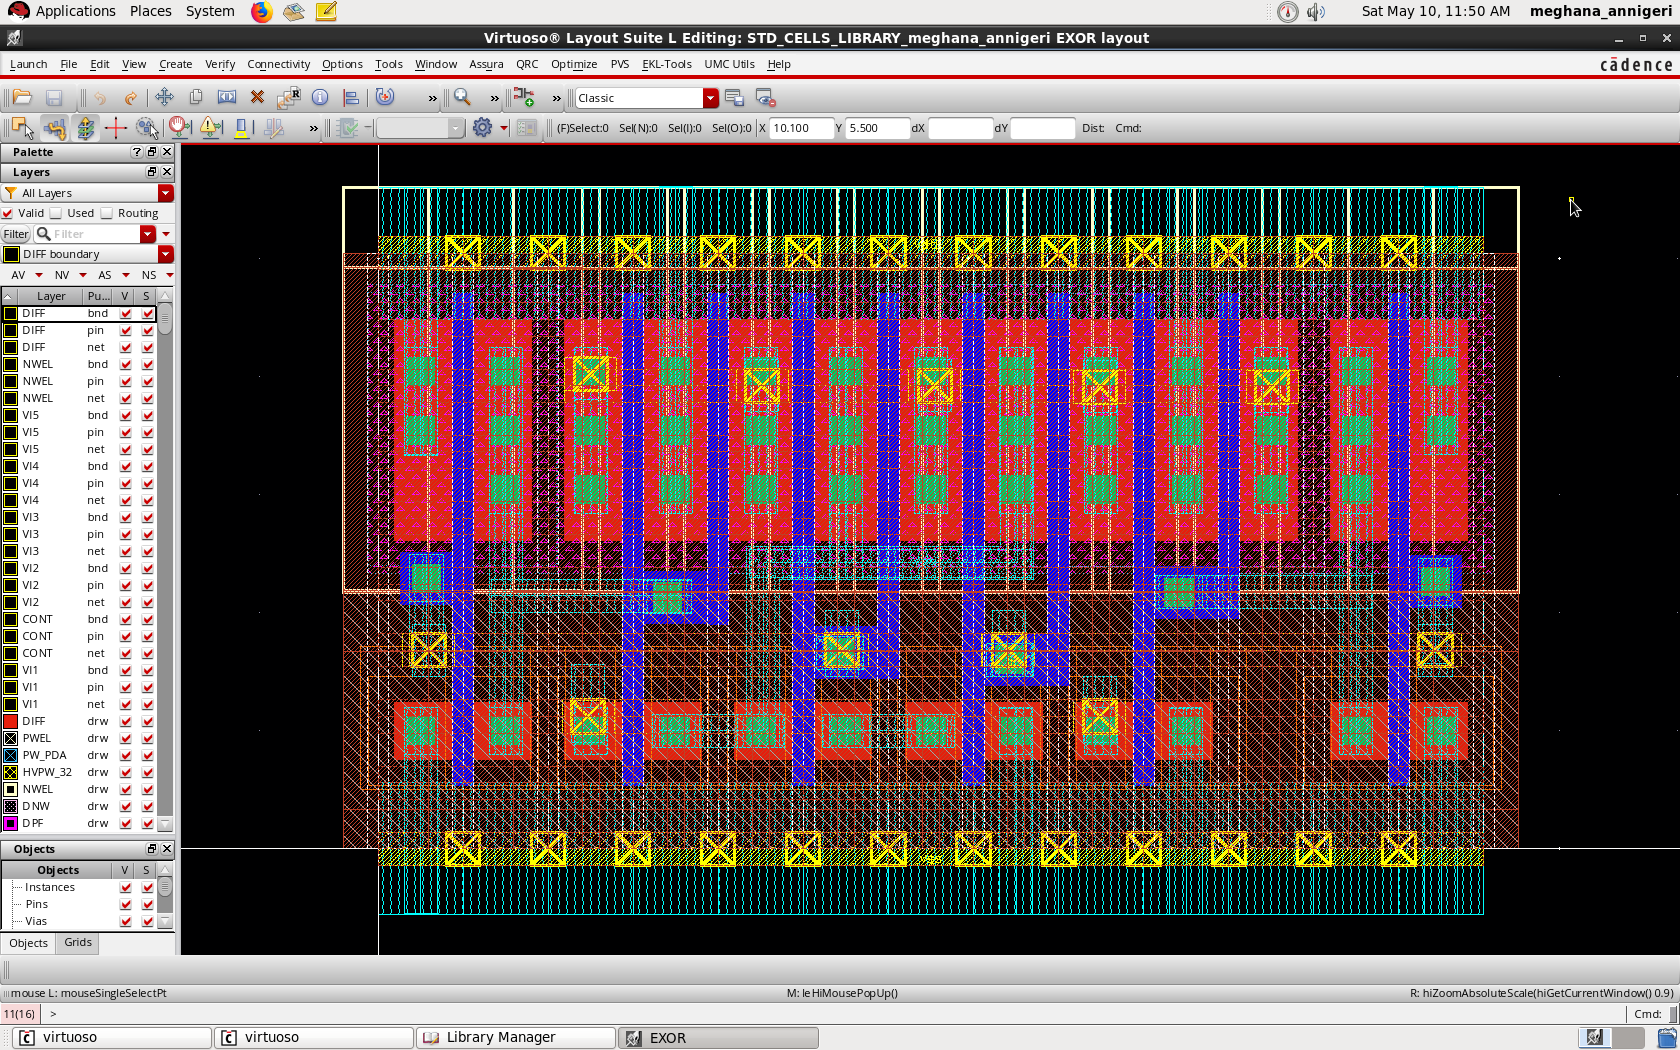 Applications Places System Sat May 10, 11:50 AM meghana_annigeri
Virtuoso® Layout Suite L Editing: STD_CELLS_LIBRARY_meghana_annigeri EXOR layout
Launch File Edit View Create Verify Connectivity Options Tools Window Assura QRC Optimize PVS EKL-Tools UMC Utils Help cādence
» » » Classic
» (F)Select:0 Sel(N):0 Sel(I):0 Sel(O):0 X 10.100 Y 5.500 dX dY Dist: Cmd:
Palette ?
Layers
All Layers
Valid Used Routing
Filter Filter
DIFF boundary
AV NV AS NS
Layer Pu... V S
DIFF bnd
DIFF pin
DIFF net
NWEL bnd
NWEL pin
NWEL net
VI5 bnd
VI5 pin
VI5 net
VI4 bnd
VI4 pin
VI4 net
VI3 bnd
VI3 pin
VI3 net
VI2 bnd
VI2 pin
VI2 net
CONT bnd
CONT pin
CONT net
VI1 bnd
VI1 pin
VI1 net
DIFF drw
PWEL drw
PW_PDA drw
HVPW_32 drw
NWEL drw
DNW drw
DPF drw
Objects
Objects V S
Instances
Pins
Vias
Objects Grids
mouse L: mouseSingleSelectPt M: leHiMousePopUp() R: hiZoomAbsoluteScale(hiGetCurrentWindow() 0.9)
11(16) > Cmd:
virtuoso virtuoso Library Manager EXOR